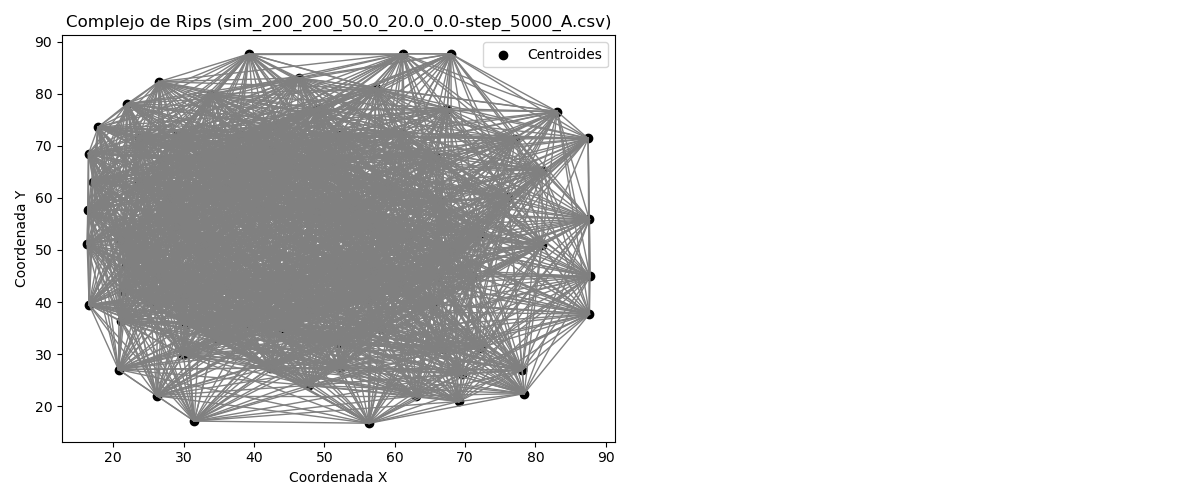 Complejo de Rips (sim_200_200_50.0_20.0_0.0-step_5000_A.csv)
Centroides
Coordenada Y
90
80
70
60
50
40
30
20
20 30 40 50 60 70 80 90
Coordenada X